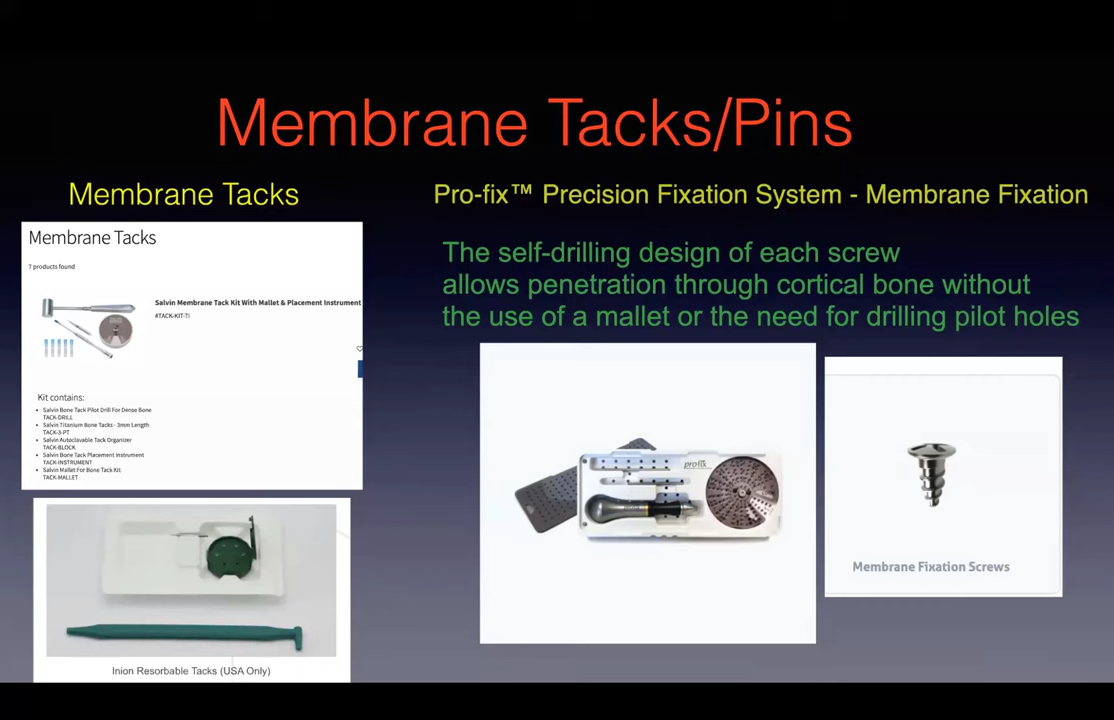 Membrane Tacks/Pins
Membrane Tacks
Membrane Tacks
7 products found
Salvin Membrane Tack Kit With Mallet & Placement Instrument
#TACK-KIT-TI
Kit contains:
• Salvin Bone Tack Pilot Drill For Dense Bone
TACK-DRILL
• Salvin Titanium Bone Tacks - 3mm Length
TACK-3-PT
• Salvin Autoclavable Tack Organizer
TACK-BLOCK
• Salvin Bone Tack Placement Instrument
TACK-INSTRUMENT
• Salvin Mallet For Bone Tack Kit
TACK-MALLET
Inion Resorbable Tacks (USA Only)
Pro-fix™ Precision Fixation System - Membrane Fixation
The self-drilling design of each screw
allows penetration through cortical bone without
the use of a mallet or the need for drilling pilot holes
pro-fix
Membrane Fixation Screws